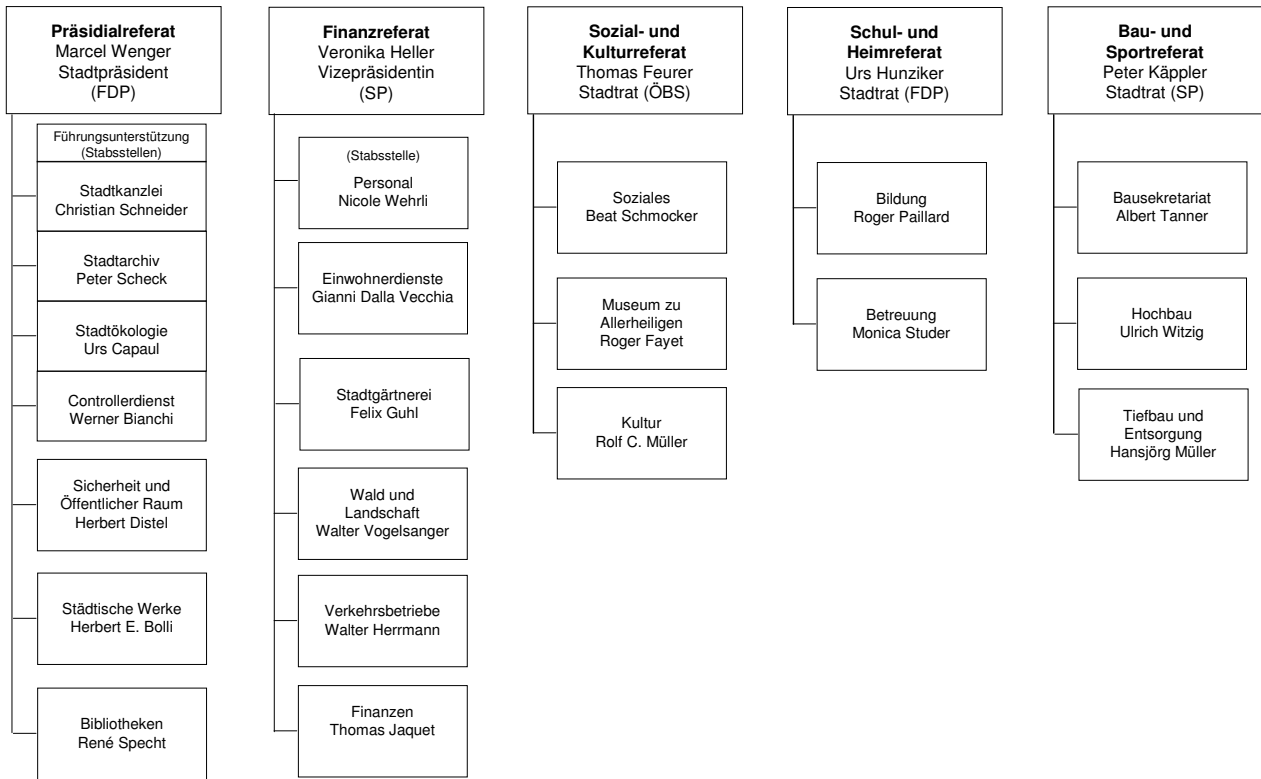 Präsidialreferat
Marcel Wenger
Stadtpräsident
(FDP)
Führungsunterstützung
(Stabsstellen)
Stadtkanzlei
Christian Schneider
Stadtarchiv
Peter Scheck
Stadtökologie
Urs Capaul
Controllerdienst
Werner Bianchi
Sicherheit und
Öffentlicher Raum
Herbert Distel
Städtische Werke
Herbert E. Bolli
Bibliotheken
René Specht
Finanzreferat
Veronika Heller
Vizepräsidentin
(SP)
(Stabsstelle)
Personal
Nicole Wehrli
Einwohnerdienste
Gianni Dalla Vecchia
Stadtgärtnerei
Felix Guhl
Wald und
Landschaft
Walter Vogelsanger
Verkehrsbetriebe
Walter Herrmann
Finanzen
Thomas Jaquet
Sozial- und
Kulturreferat
Thomas Feurer
Stadtrat (ÖBS)
Soziales
Beat Schmocker
Museum zu
Allerheiligen
Roger Fayet
Kultur
Rolf C. Müller
Schul- und
Heimreferat
Urs Hunziker
Stadtrat (FDP)
Bildung
Roger Paillard
Betreuung
Monica Studer
Bau- und
Sportreferat
Peter Käppler
Stadtrat (SP)
Bausekretariat
Albert Tanner
Hochbau
Ulrich Witzig
Tiefbau und
Entsorgung
Hansjörg Müller